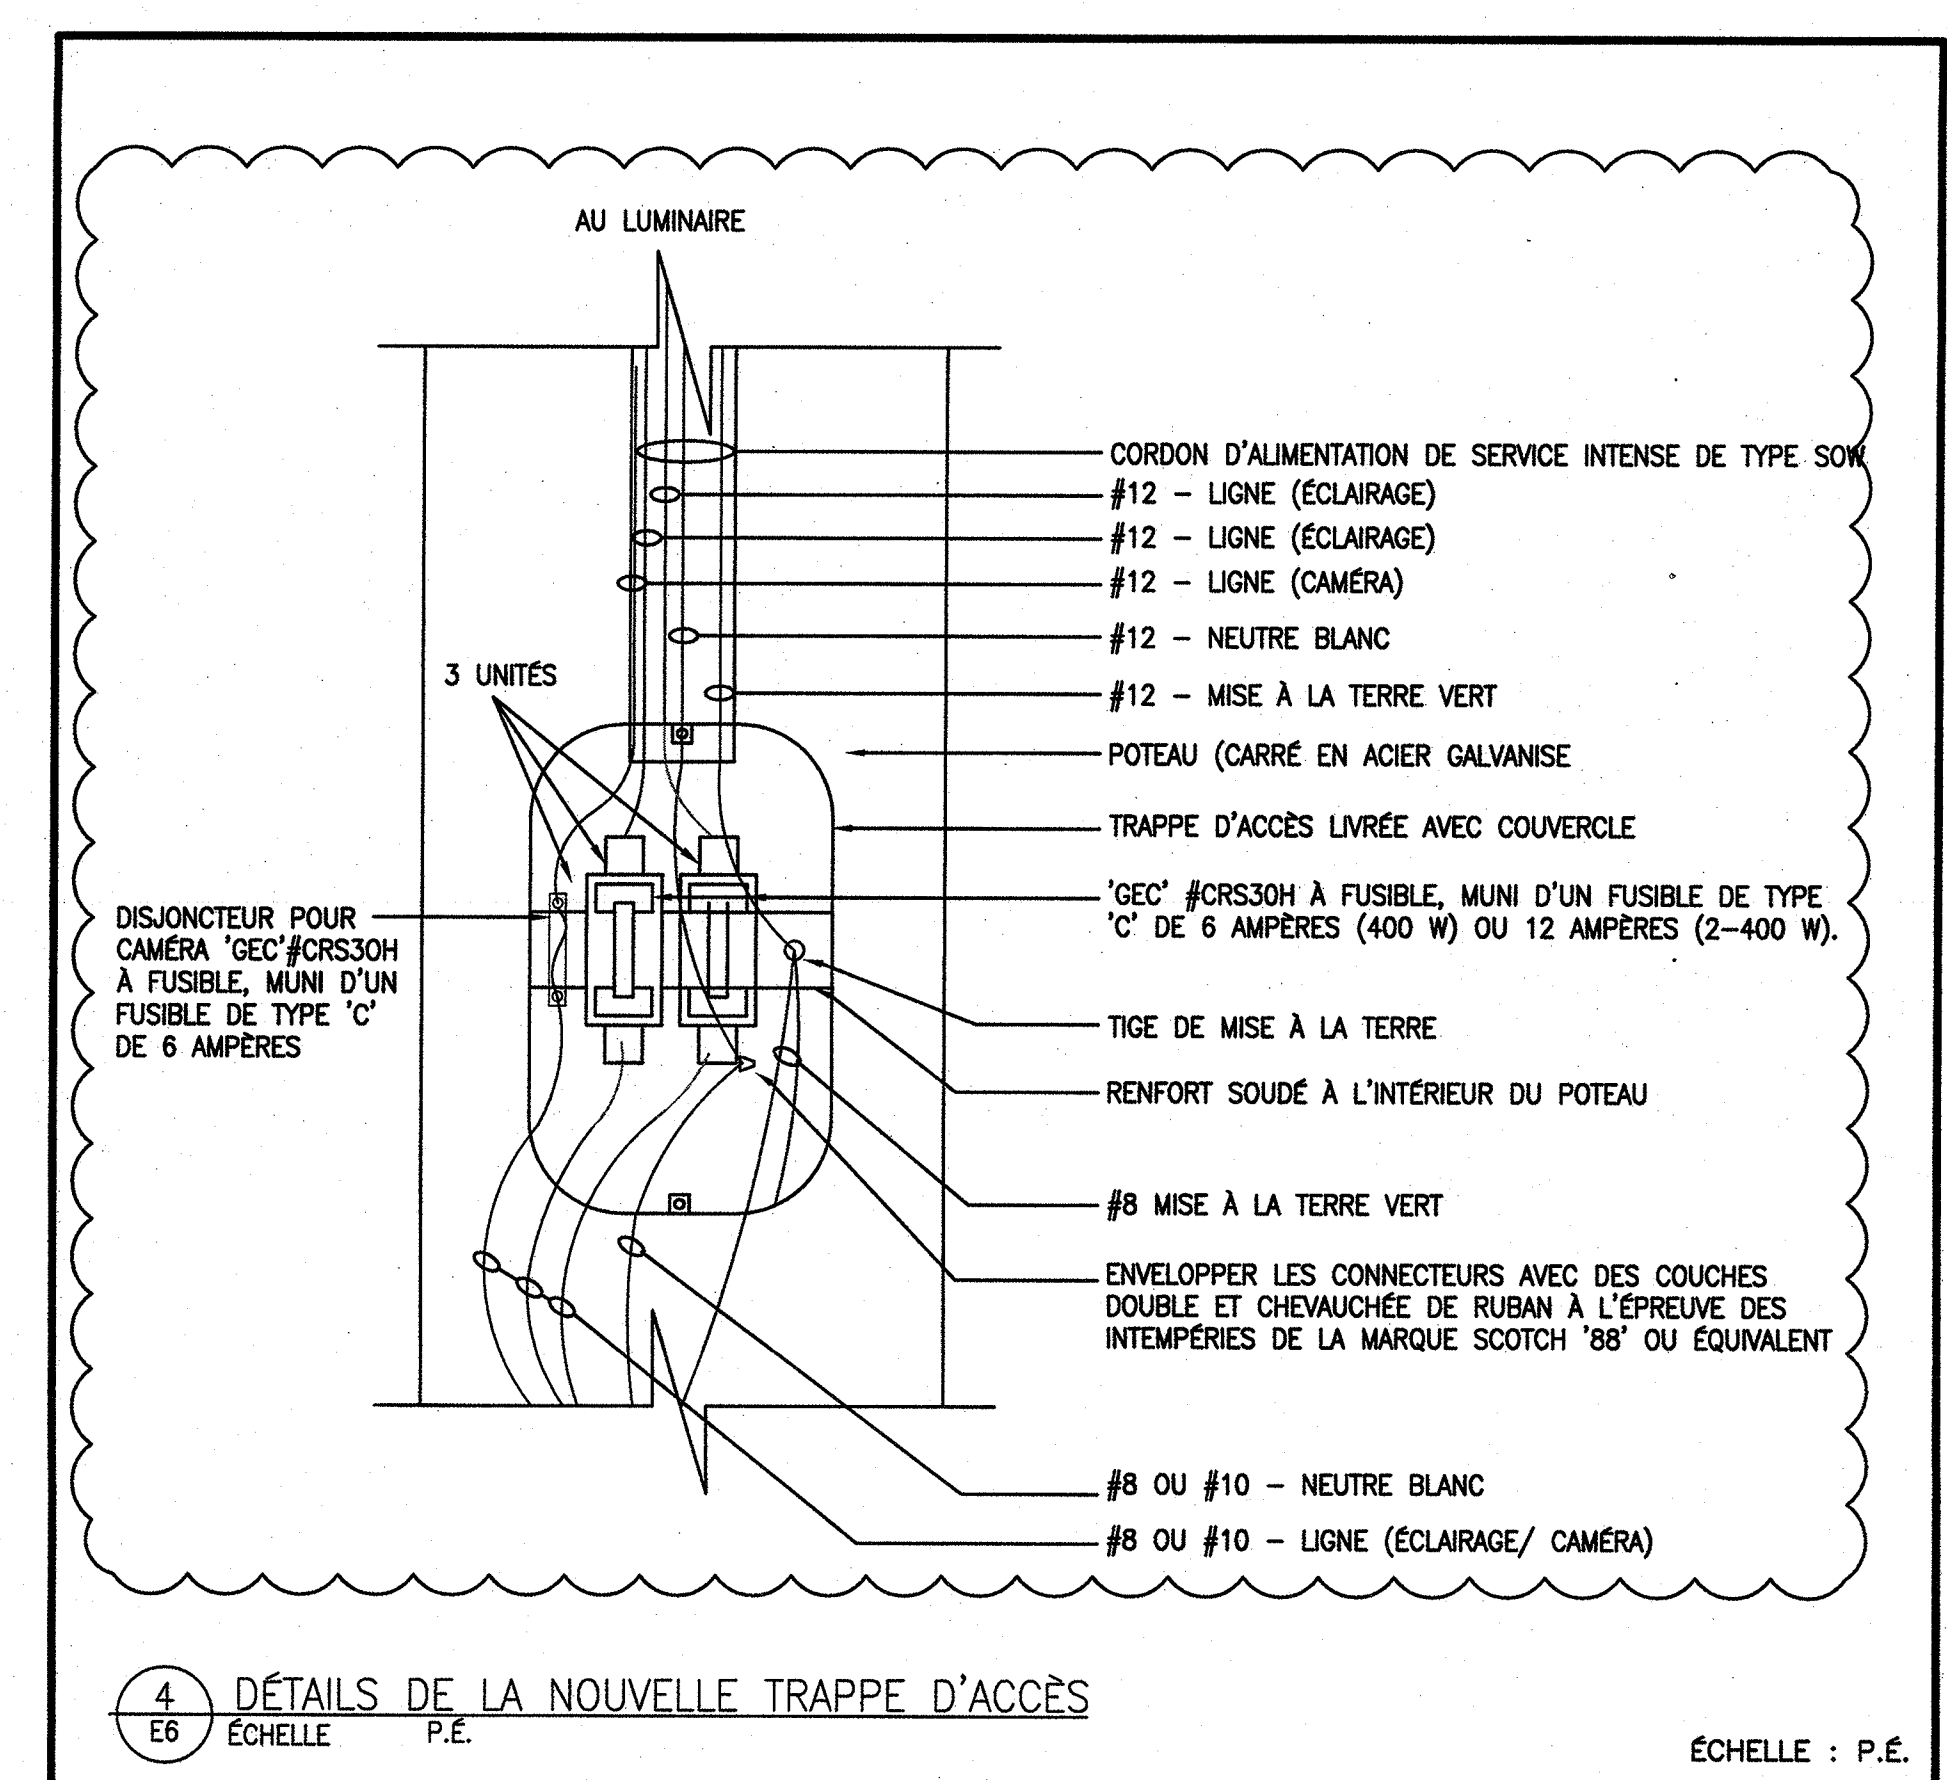 AU LUMINAIRE
CORDON D'ALIMENTATION DE SERVICE INTENSE DE TYPE SOW
#12 – LIGNE (ÉCLAIRAGE)
#12 – LIGNE (ÉCLAIRAGE)
#12 – LIGNE (CAMÉRA)
#12 – NEUTRE BLANC
3 UNITÉS
#12 – MISE À LA TERRE VERT
POTEAU (CARRÉ EN ACIER GALVANISE
TRAPPE D'ACCÈS LIVRÉE AVEC COUVERCLE
'GEC' #CRS30H À FUSIBLE, MUNI D'UN FUSIBLE DE TYPE
'C' DE 6 AMPÈRES (400 W) OU 12 AMPÈRES (2–400 W).
DISJONCTEUR POUR
CAMÉRA 'GEC'#CRS30H
À FUSIBLE, MUNI D'UN
FUSIBLE DE TYPE 'C'
DE 6 AMPÈRES
TIGE DE MISE À LA TERRE
RENFORT SOUDÉ À L'INTÉRIEUR DU POTEAU
#8 MISE À LA TERRE VERT
ENVELOPPER LES CONNECTEURS AVEC DES COUCHES
DOUBLE ET CHEVAUCHÉE DE RUBAN À L'ÉPREUVE DES
INTEMPÉRIES DE LA MARQUE SCOTCH '88' OU ÉQUIVALENT
#8 OU #10 – NEUTRE BLANC
#8 OU #10 – LIGNE (ÉCLAIRAGE/ CAMÉRA)
4
E6
DÉTAILS DE LA NOUVELLE TRAPPE D'ACCÈS
ÉCHELLE P.É.
ÉCHELLE : P.É.